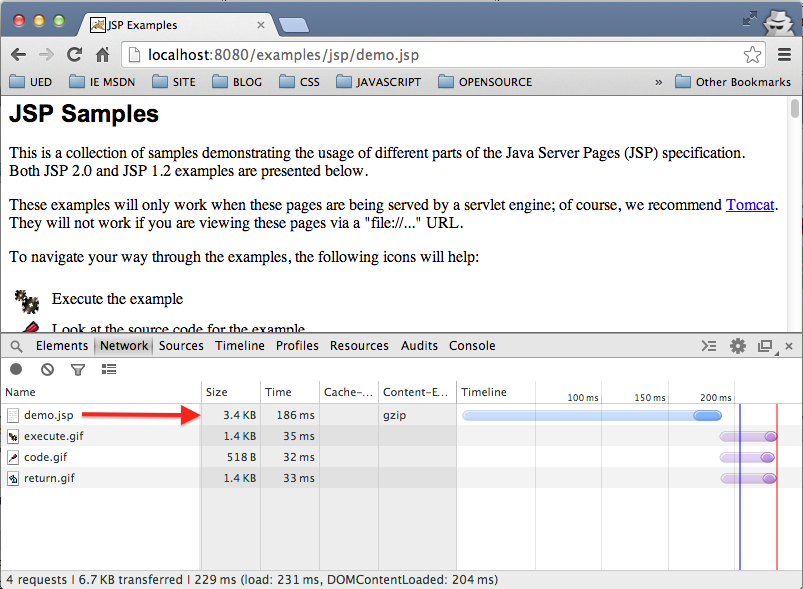 JSP Examples
localhost:8080/examples/jsp/demo.jsp
UED IE MSDN SITE BLOG CSS JAVASCRIPT OPENSOURCE » Other Bookmarks
JSP Samples
This is a collection of samples demonstrating the usage of different parts of the Java Server Pages (JSP) specification.
Both JSP 2.0 and JSP 1.2 examples are presented below.
These examples will only work when these pages are being served by a servlet engine; of course, we recommend Tomcat.
They will not work if you are viewing these pages via a "file://..." URL.
To navigate your way through the examples, the following icons will help:
Execute the example
Look at the source code for the example
Elements Network Sources Timeline Profiles Resources Audits Console
Name Size Time Cache-... Content-E... Timeline 100 ms 150 ms 200 ms
demo.jsp 3.4 KB 186 ms gzip
execute.gif 1.4 KB 35 ms
code.gif 518 B 32 ms
return.gif 1.4 KB 33 ms
4 requests | 6.7 KB transferred | 229 ms (load: 231 ms, DOMContentLoaded: 204 ms)